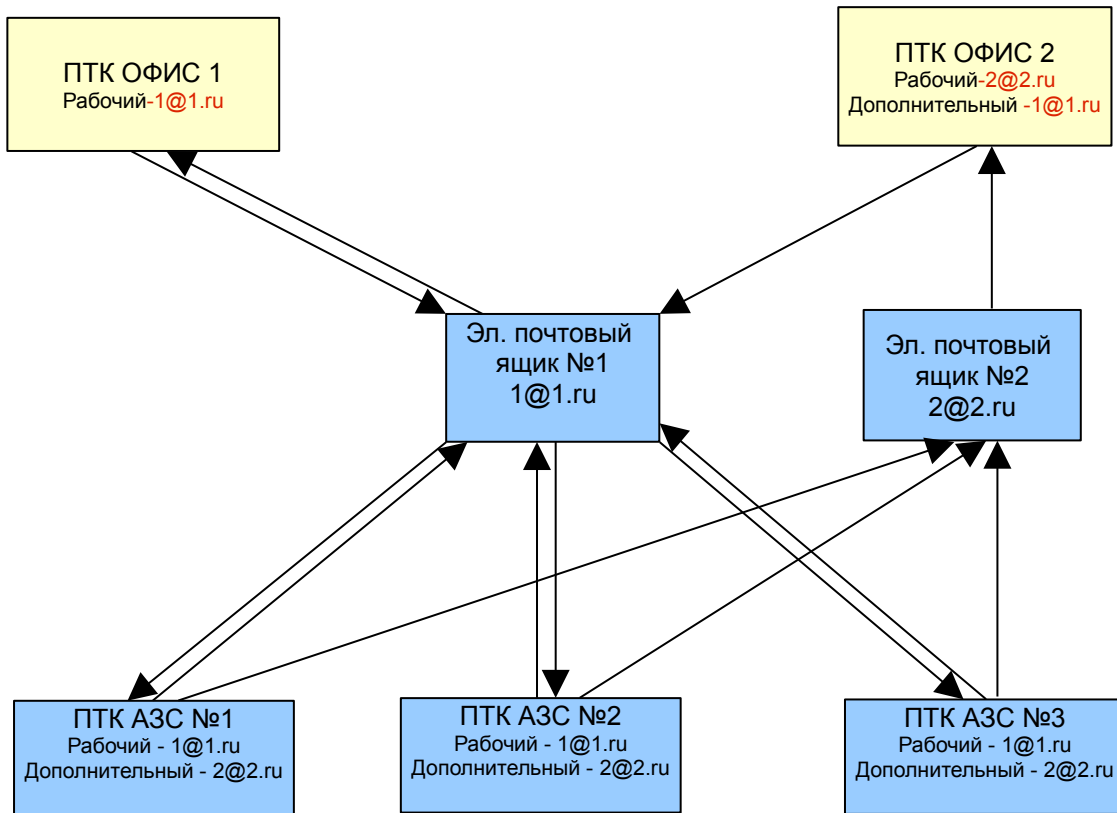 ПТК ОФИС 1
Рабочий-1@1.ru
ПТК ОФИС 2
Рабочий-2@2.ru
Дополнительный -1@1.ru
Эл. почтовый
ящик №1
1@1.ru
Эл. почтовый
ящик №2
2@2.ru
ПТК АЗС №1
Рабочий - 1@1.ru
Дополнительный - 2@2.ru
ПТК АЗС №2
Рабочий - 1@1.ru
Дополнительный - 2@2.ru
ПТК АЗС №3
Рабочий - 1@1.ru
Дополнительный - 2@2.ru